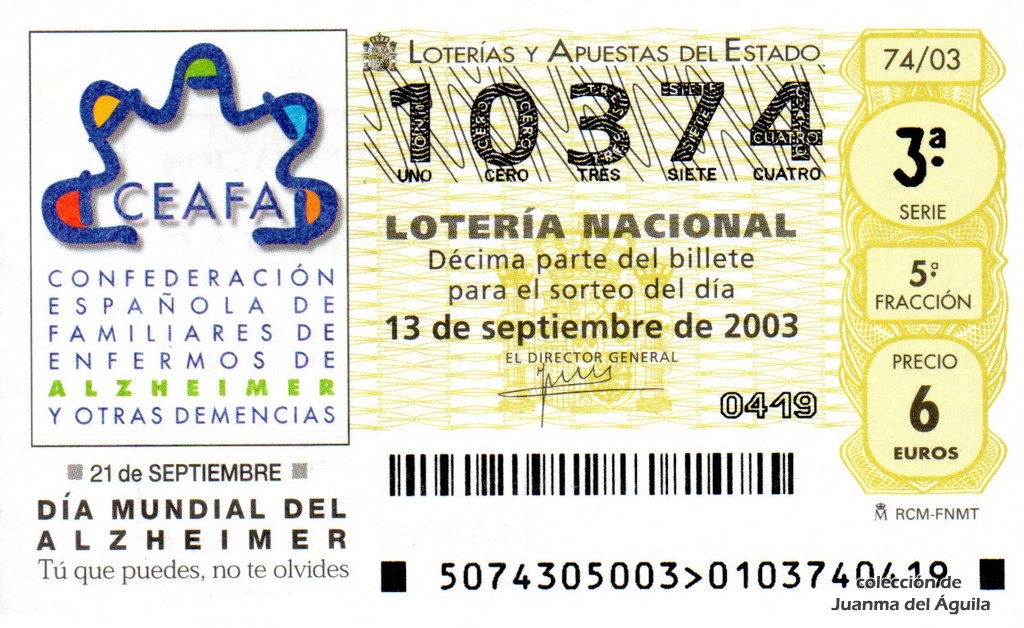 CEAFA
CONFEDERACIÓN
ESPAÑOLA DE
FAMILIARES DE
ENFERMOS DE
ALZHEIMER
Y OTRAS DEMENCIAS
21 de SEPTIEMBRE
DÍA MUNDIAL DEL
ALZHEIMER
Tú que puedes, no te olvides
LOTERÍAS Y APUESTAS DEL ESTADO
10374
UNO CERO TRES SIETE CUATRO
LOTERÍA NACIONAL
Décima parte del billete
para el sorteo del día
13 de septiembre de 2003
EL DIRECTOR GENERAL
0419
74/03
3ª
SERIE
5ª
FRACCIÓN
PRECIO
6
EUROS
RCM-FNMT
5074305003>0103740419
colección de
Juanma del Águila